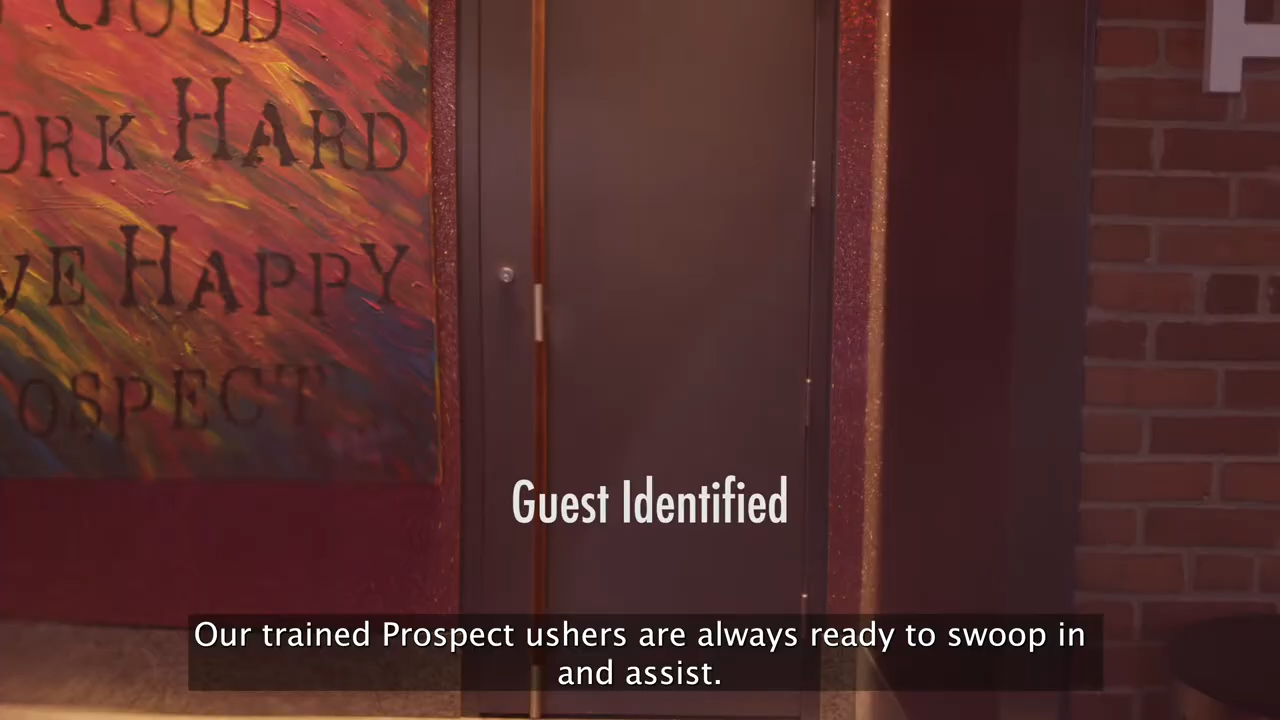 GOOD
ORK HARD
VE HAPPY
OSPECT
Guest Identified
Our trained Prospect ushers are always ready to swoop in
and assist.